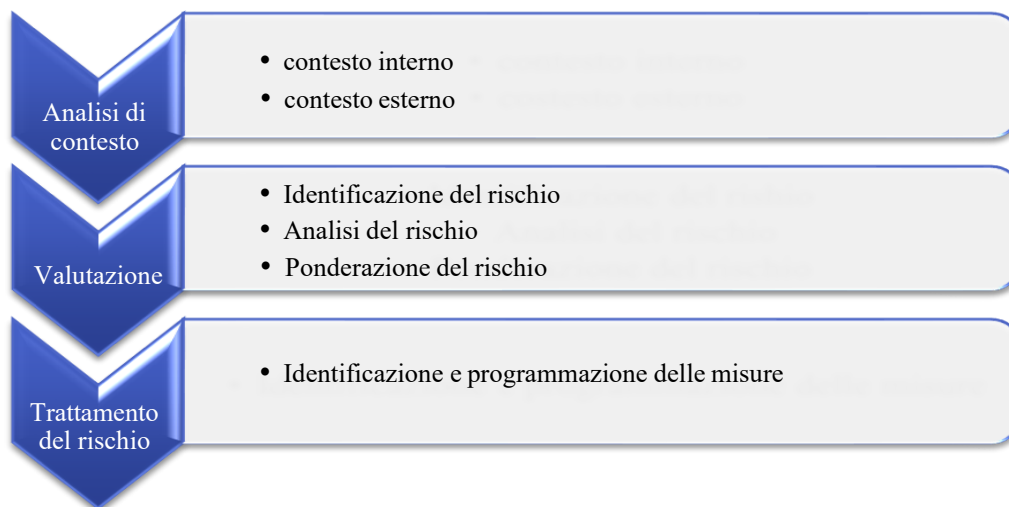 Analisi di
contesto
• contesto interno
• contesto esterno
Valutazione
• Identificazione del rischio
• Analisi del rischio
• Ponderazione del rischio
Trattamento
del rischio
• Identificazione e programmazione delle misure